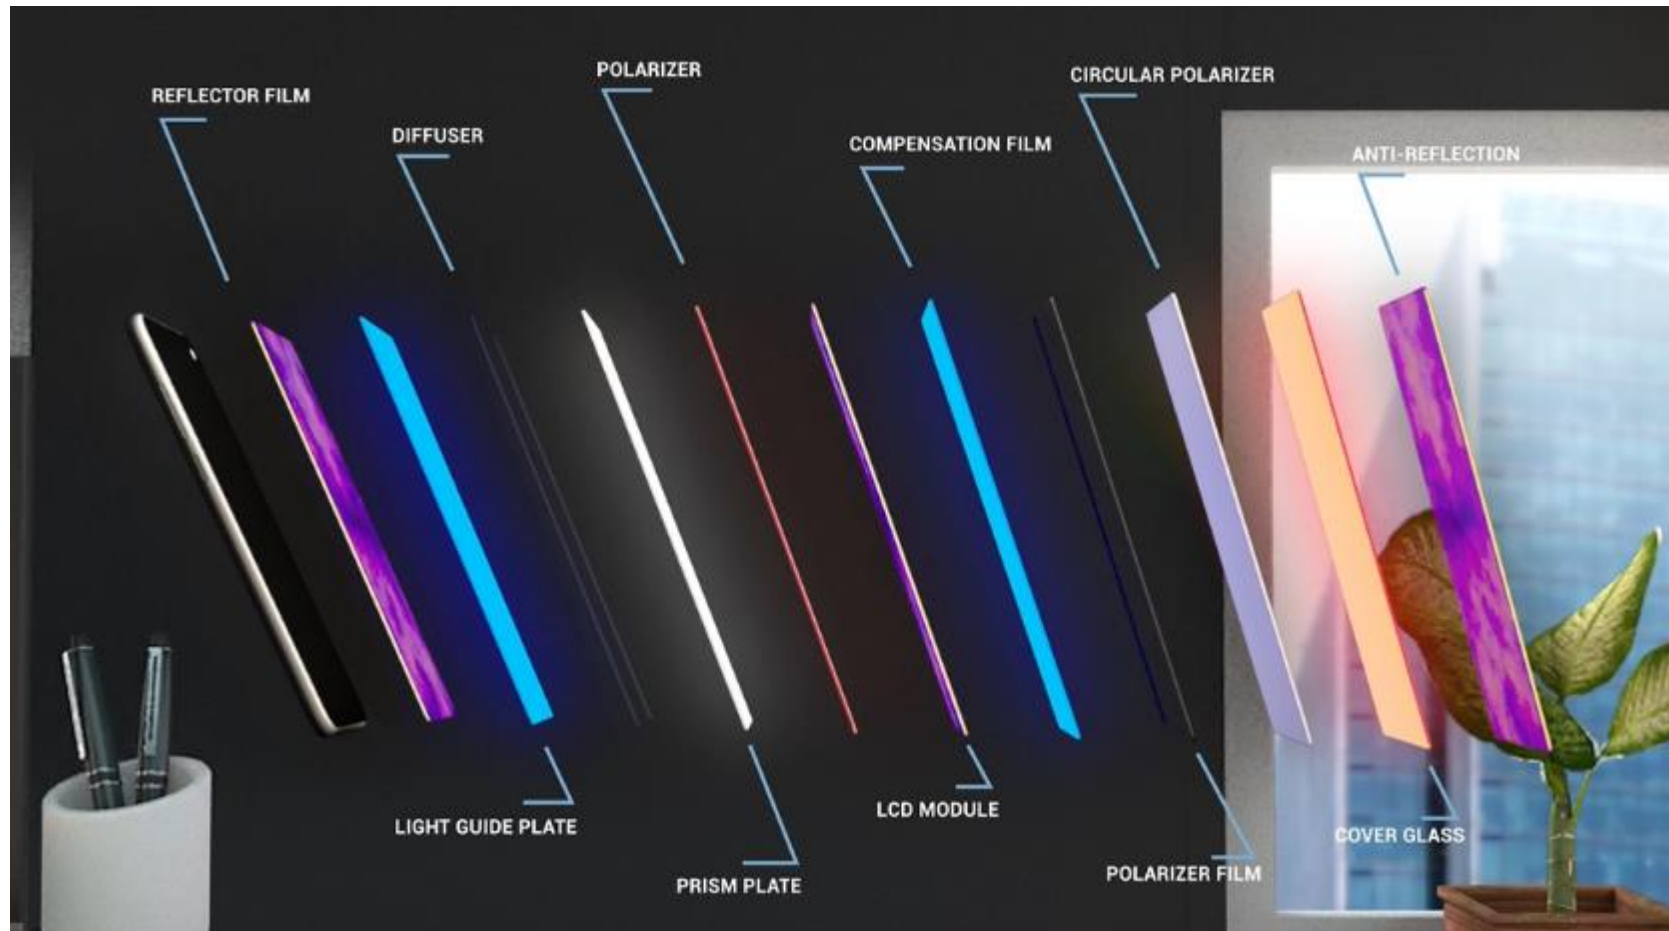 POLARIZER
CIRCULAR POLARIZER
REFLECTOR FILM
DIFFUSER
COMPENSATION FILM
ANTI-REFLECTION
LIGHT GUIDE PLATE
LCD MODULE
COVER GLASS
PRISM PLATE
POLARIZER FILM